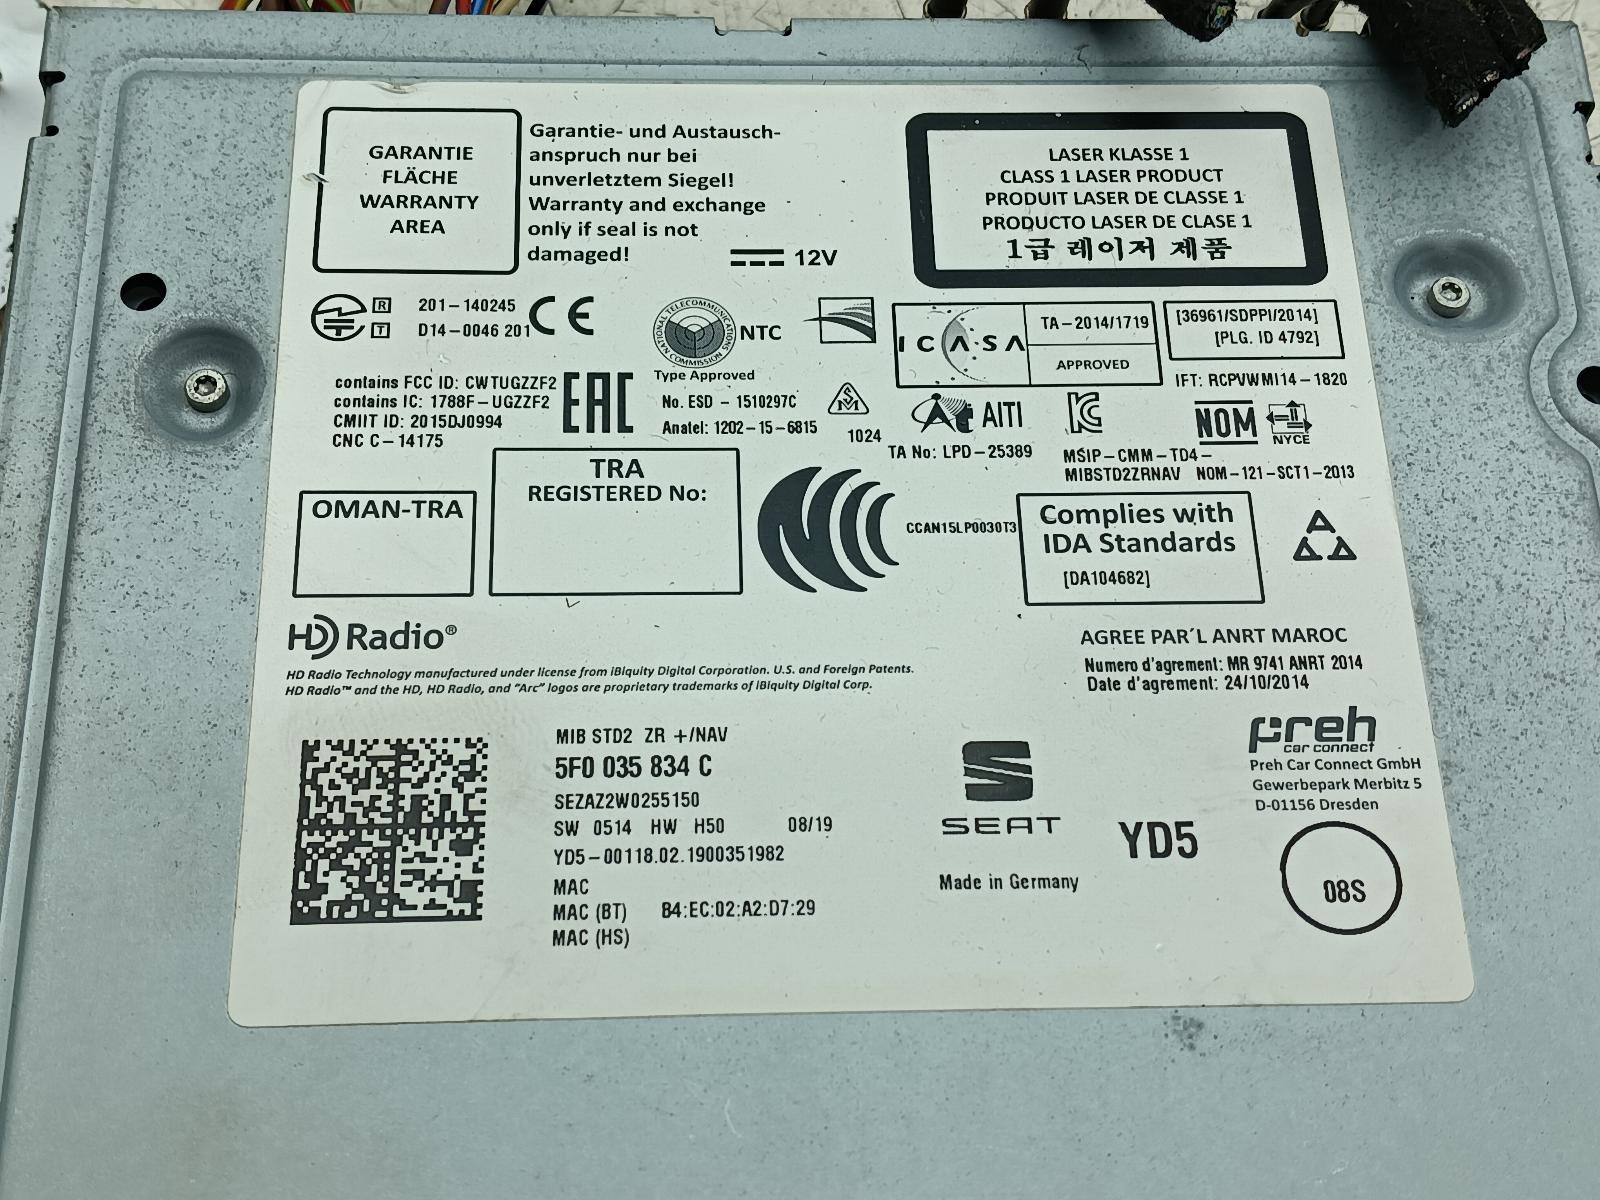 GARANTIE
FLÄCHE
WARRANTY
AREA
Garantie- und Austausch-
anspruch nur bei
unverletztem Siegel!
Warranty and exchange
only if seal is not
damaged!
12V
LASER KLASSE 1
CLASS 1 LASER PRODUCT
PRODUIT LASER DE CLASSE 1
PRODUCTO LASER DE CLASE 1
1급 레이저 제품
R 201-140245
T D14-0046 201
CE
NATIONAL TELECOMMUNICATIONS COMMISSION
NTC
Type Approved
ICASA
TA-2014/1719
APPROVED
[36961/SDPPI/2014]
[PLG. ID 4792]
IFT: RCPVWMI14-1820
contains FCC ID: CWTUGZZF2
contains IC: 1788F-UGZZF2
CMIIT ID: 2015DJ0994
CNC C-14175
EAC
No. ESD - 1510297C
Anatel: 1202-15-6815
1024
AITI
TA No: LPD-25389
MSIP-CMM-TD4-
MIBSTD2ZRNAV
NOM
NYCE
NOM-121-SCT1-2013
OMAN-TRA
TRA
REGISTERED No:
CCAN15LP0030T3
Complies with
IDA Standards
[DA104682]
HD Radio®
HD Radio Technology manufactured under license from iBiquity Digital Corporation. U.S. and Foreign Patents.
HD Radio™ and the HD, HD Radio, and "Arc" logos are proprietary trademarks of iBiquity Digital Corp.
AGREE PAR´L ANRT MAROC
Numero d'agrement: MR 9741 ANRT 2014
Date d'agrement: 24/10/2014
MIB STD2 ZR +/NAV
5F0 035 834 C
SEZAZ2W0255150
SW 0514 HW H50 08/19
YD5-00118.02.1900351982
MAC
MAC (BT) B4:EC:02:A2:D7:29
MAC (HS)
SEAT
Made in Germany
YD5
preh
car connect
Preh Car Connect GmbH
Gewerbepark Merbitz 5
D-01156 Dresden
08S